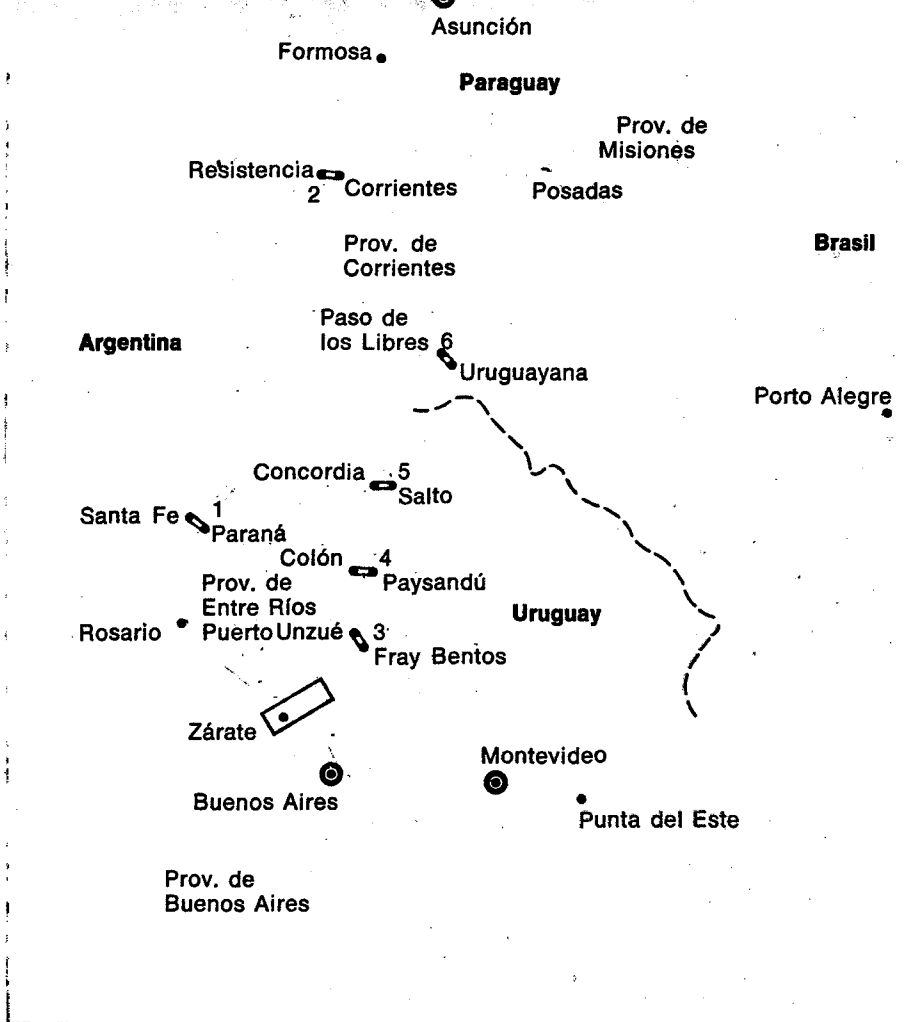 Asunción
Formosa
Paraguay
Prov. de
Misiones
Resistencia
2
Corrientes
Posadas
Prov. de
Corrientes
Brasil
Paso de
los Libres 6
Argentina
Uruguayana
Porto Alegre
Concordia 5
Salto
Santa Fe 1
Paraná
Colón 4
Paysandú
Prov. de
Entre Ríos
Uruguay
Rosario
Puerto Unzué 3
Fray Bentos
Zárate
Montevideo
Buenos Aires
Punta del Este
Prov. de
Buenos Aires